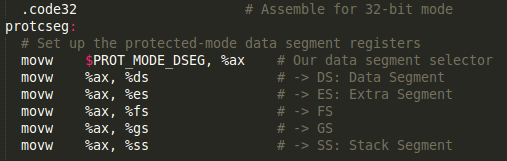 .code32                   # Assemble for 32-bit mode
protcseg:
  # Set up the protected-mode data segment registers
  movw    $PROT_MODE_DSEG, %ax    # Our data segment selector
  movw    %ax, %ds                # -> DS: Data Segment
  movw    %ax, %es                # -> ES: Extra Segment
  movw    %ax, %fs                # -> FS
  movw    %ax, %gs                # -> GS
  movw    %ax, %ss                # -> SS: Stack Segment